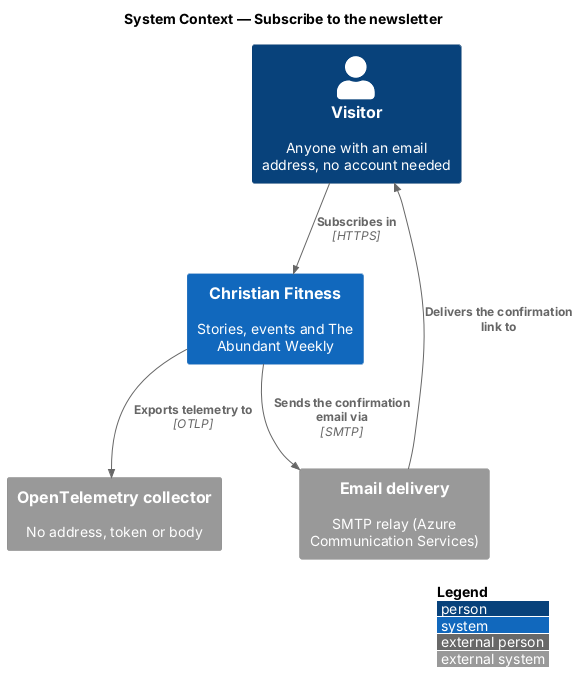 System Context — Subscribe to the newsletter
Visitor
Anyone with an email
address, no account needed
Subscribes in
[HTTPS]
Christian Fitness
Stories, events and The
Abundant Weekly
Delivers the confirmation
link to
Exports telemetry to
[OTLP]
Sends the confirmation
email via
[SMTP]
OpenTelemetry collector
No address, token or body
Email delivery
SMTP relay (Azure
Communication Services)
Legend
person
system
external person
external system